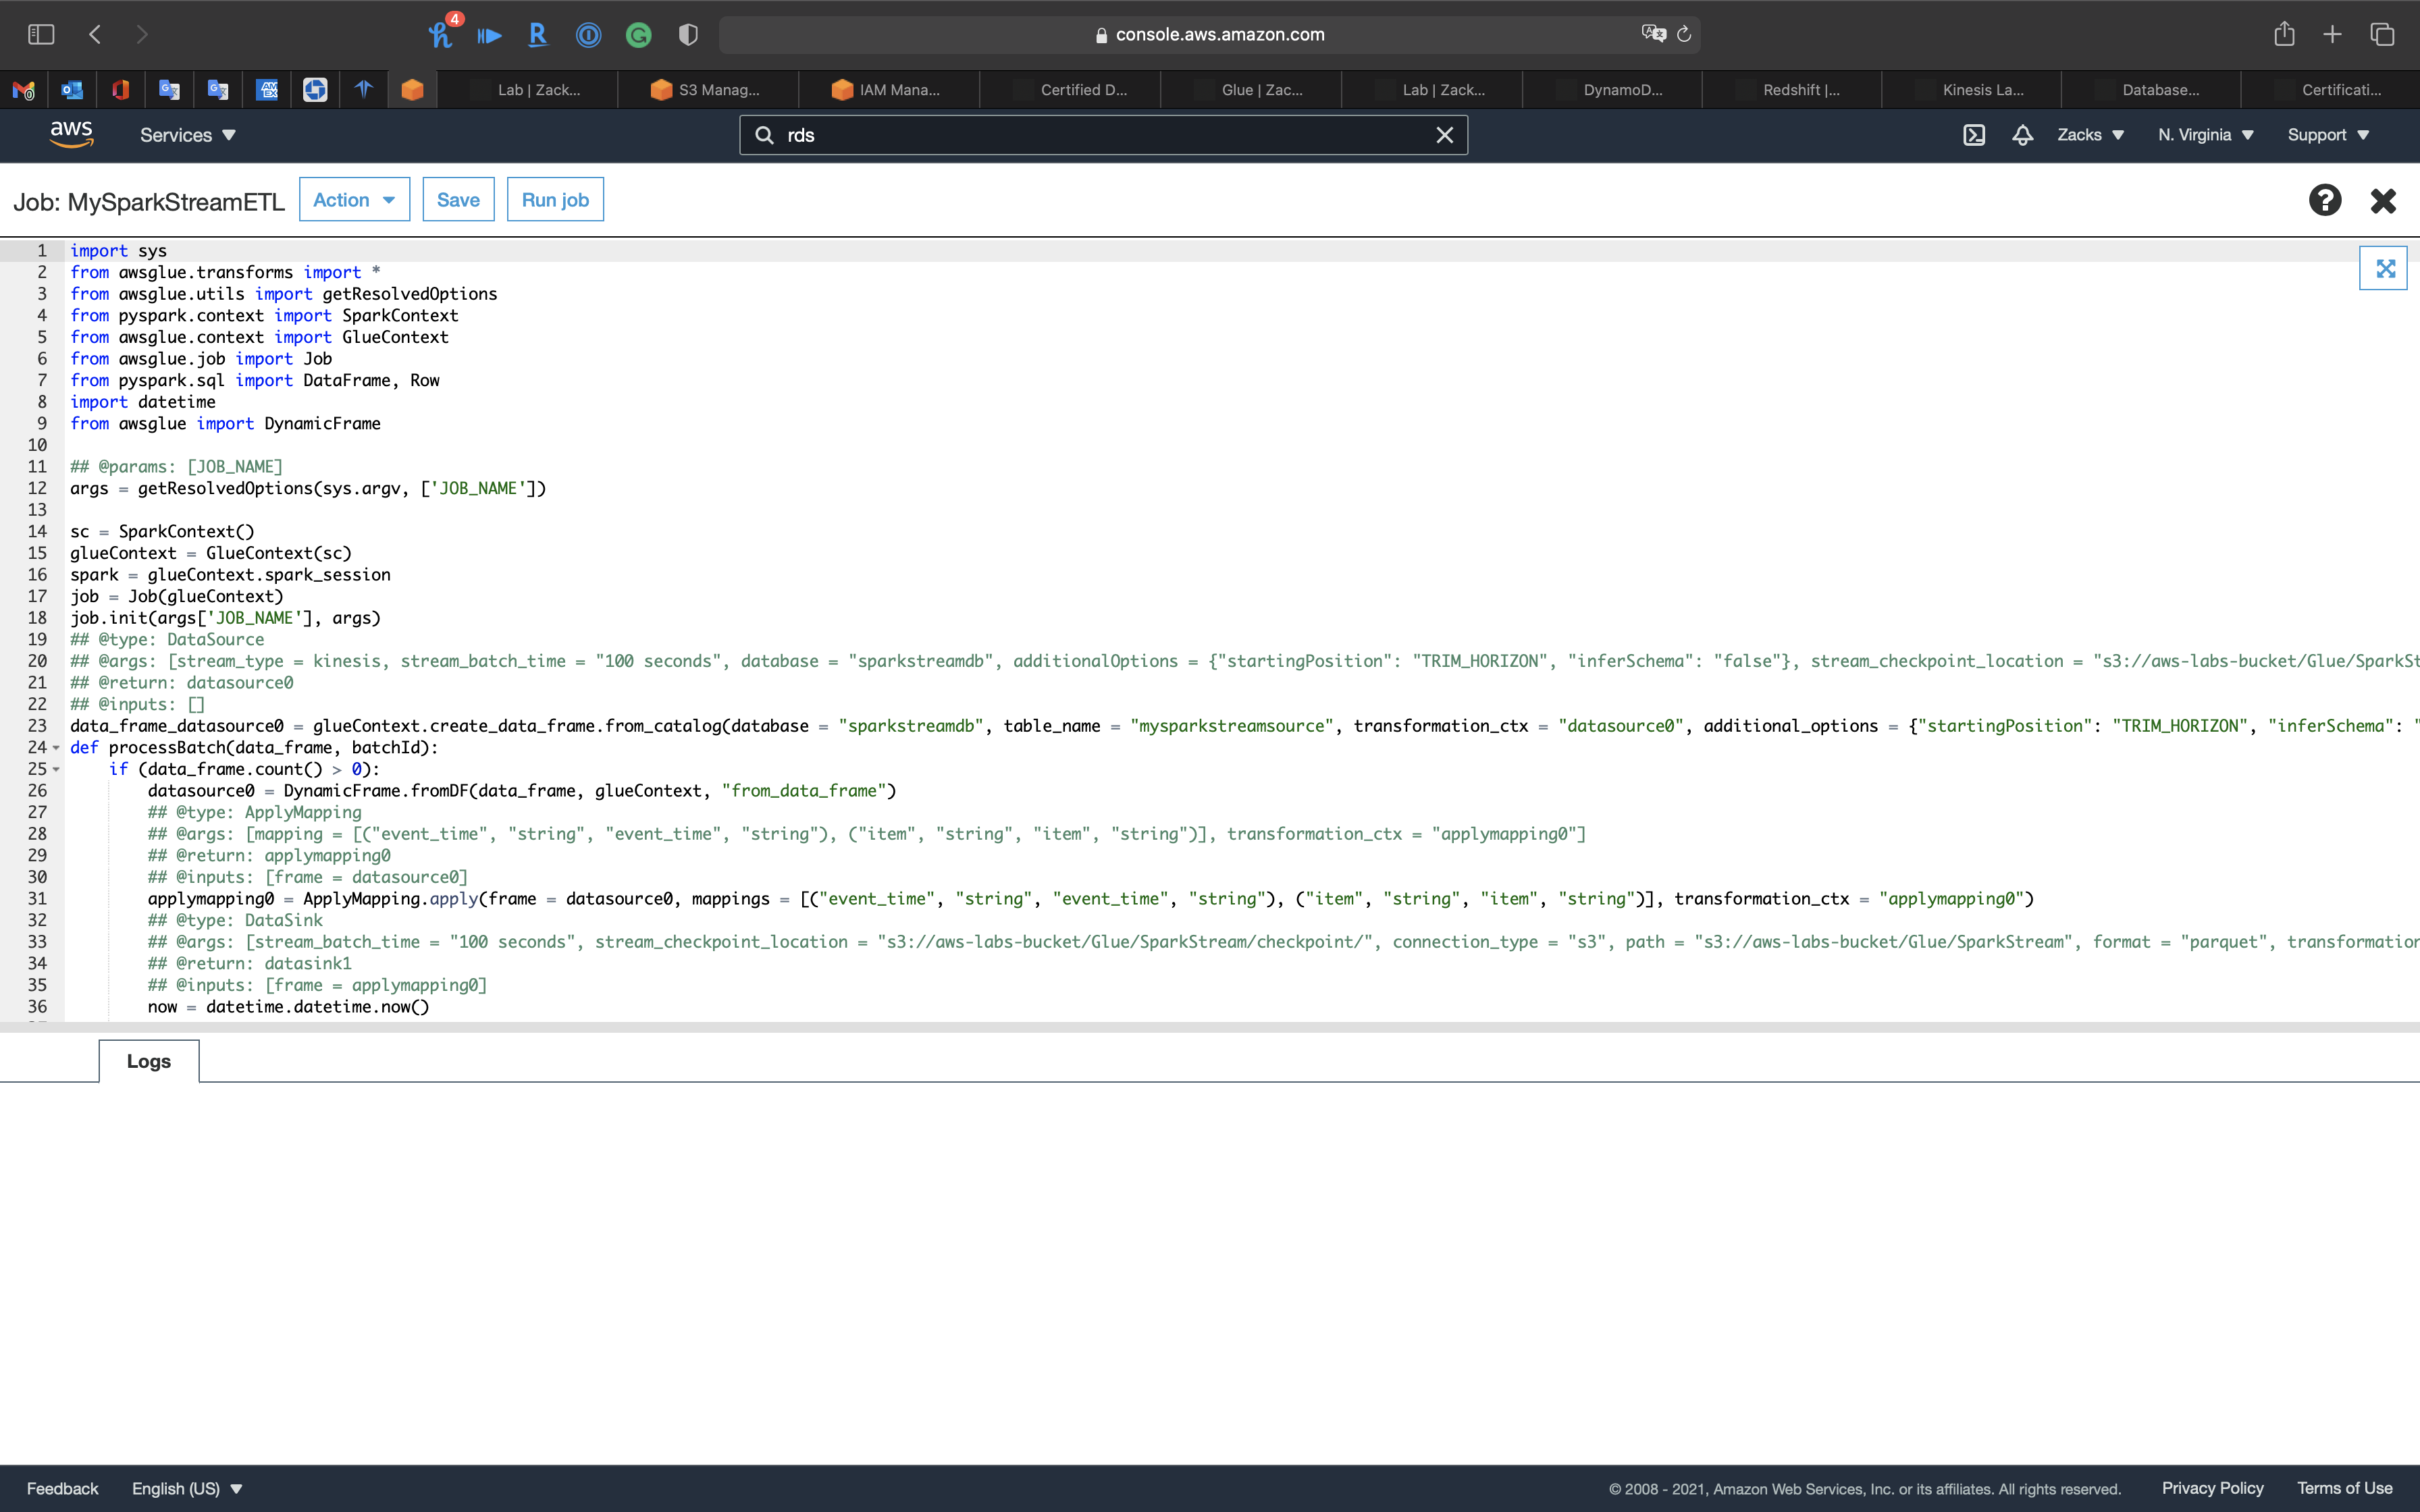 4
console.aws.amazon.com
Lab | Zack...
S3 Manag...
IAM Mana...
Certified D...
Glue | Zac...
Lab | Zack...
DynamoD...
Redshift |...
Kinesis La...
Database...
Certificati...
aws
Services
rds
Zacks
N. Virginia
Support
Job: MySparkStreamETL
Action
Save
Run job
1 import sys
2 from awsglue.transforms import *
3 from awsglue.utils import getResolvedOptions
4 from pyspark.context import SparkContext
5 from awsglue.context import GlueContext
6 from awsglue.job import Job
7 from pyspark.sql import DataFrame, Row
8 import datetime
9 from awsglue import DynamicFrame
10
11 ## @params: [JOB_NAME]
12 args = getResolvedOptions(sys.argv, ['JOB_NAME'])
13
14 sc = SparkContext()
15 glueContext = GlueContext(sc)
16 spark = glueContext.spark_session
17 job = Job(glueContext)
18 job.init(args['JOB_NAME'], args)
19 ## @type: DataSource
20 ## @args: [stream_type = kinesis, stream_batch_time = "100 seconds", database = "sparkstreamdb", additionalOptions = {"startingPosition": "TRIM_HORIZON", "inferSchema": "false"}, stream_checkpoint_location = "s3://aws-labs-bucket/Glue/SparkSt
21 ## @return: datasource0
22 ## @inputs: []
23 data_frame_datasource0 = glueContext.create_data_frame.from_catalog(database = "sparkstreamdb", table_name = "mysparkstreamsource", transformation_ctx = "datasource0", additional_options = {"startingPosition": "TRIM_HORIZON", "inferSchema": "
24 def processBatch(data_frame, batchId):
25     if (data_frame.count() > 0):
26         datasource0 = DynamicFrame.fromDF(data_frame, glueContext, "from_data_frame")
27         ## @type: ApplyMapping
28         ## @args: [mapping = [("event_time", "string", "event_time", "string"), ("item", "string", "item", "string")], transformation_ctx = "applymapping0"]
29         ## @return: applymapping0
30         ## @inputs: [frame = datasource0]
31         applymapping0 = ApplyMapping.apply(frame = datasource0, mappings = [("event_time", "string", "event_time", "string"), ("item", "string", "item", "string")], transformation_ctx = "applymapping0")
32         ## @type: DataSink
33         ## @args: [stream_batch_time = "100 seconds", stream_checkpoint_location = "s3://aws-labs-bucket/Glue/SparkStream/checkpoint/", connection_type = "s3", path = "s3://aws-labs-bucket/Glue/SparkStream", format = "parquet", transformation
34         ## @return: datasink1
35         ## @inputs: [frame = applymapping0]
36         now = datetime.datetime.now()
Logs
Feedback
English (US)
© 2008 - 2021, Amazon Web Services, Inc. or its affiliates. All rights reserved.
Privacy Policy
Terms of Use